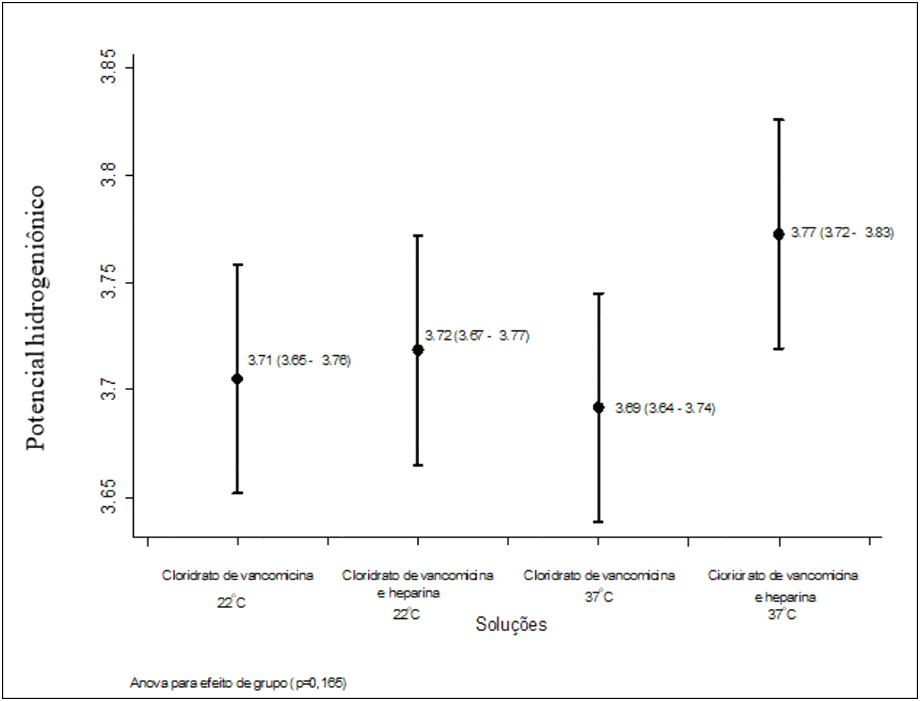 Potencial hidrogeniônico
3.85
3.8
3.75
3.7
3.65
3.71 (3.65 - 3.76)
3.72 (3.67 - 3.77)
3.69 (3.64 - 3.74)
3.77 (3.72 - 3.83)
Cloridrato de vancomicina
22°C
Cloridrato de vancomicina
e heparina
22°C
Cloridrato de vancomicina
37°C
Cloridrato de vancomicina
e heparina
37°C
Soluções
Anova para efeito de grupo (p=0,165)